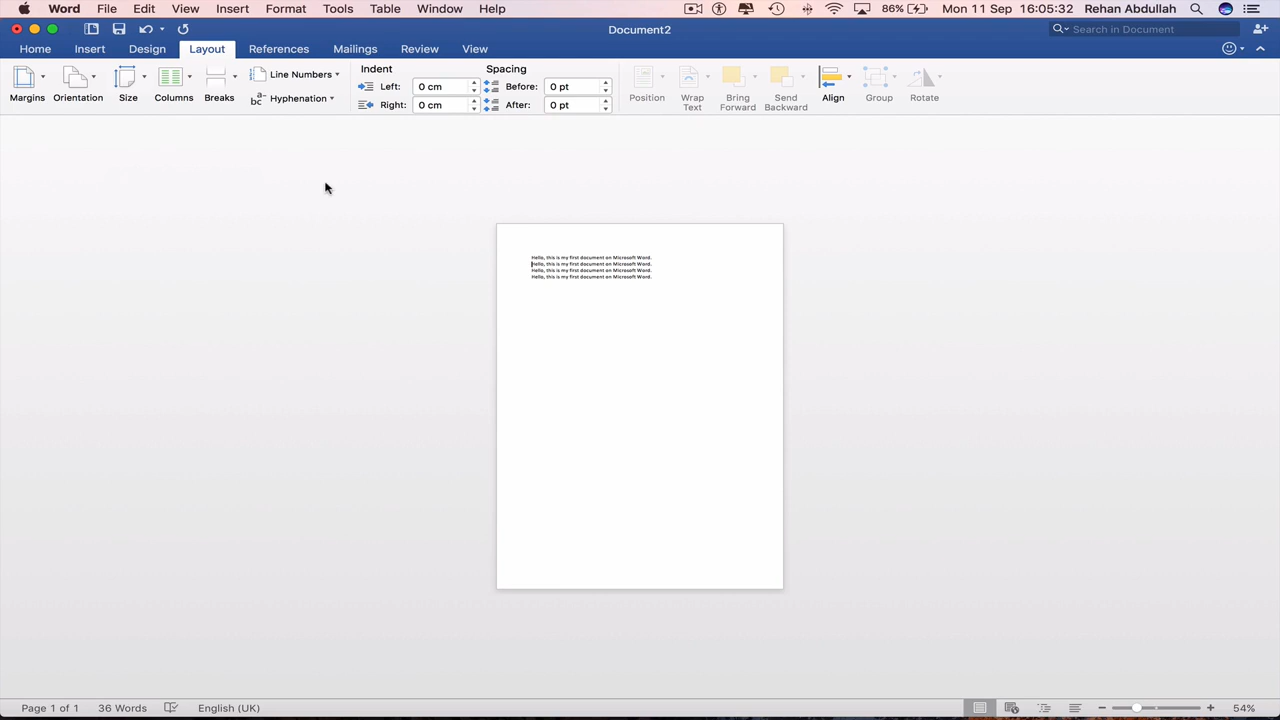 Word File Edit View Insert Format Tools Table Window Help 86% Mon 11 Sep 16:05:32 Rehan Abdullah
Document2 Search in Document
Home Insert Design Layout References Mailings Review View
Margins Orientation Size Columns Breaks Line Numbers Indent Spacing
Left: 0 cm Before: 0 pt
a-
bc Hyphenation Right: 0 cm After: 0 pt
Position Wrap Text Bring Forward Send Backward Align Group Rotate
Hello, this is my first document on Microsoft Word.
Hello, this is my first document on Microsoft Word.
Hello, this is my first document on Microsoft Word.
Hello, this is my first document on Microsoft Word.
Page 1 of 1 36 Words English (UK) 54%